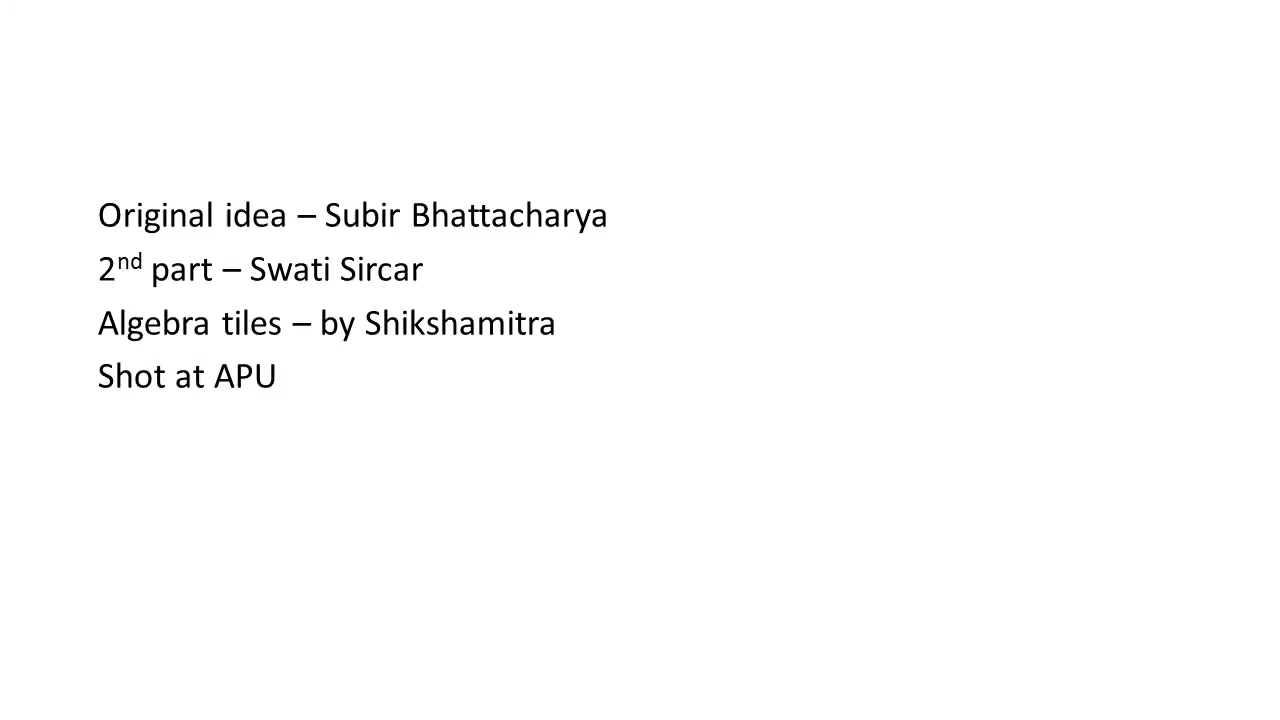 Original idea – Subir Bhattacharya
2nd part – Swati Sircar
Algebra tiles – by Shikshamitra
Shot at APU